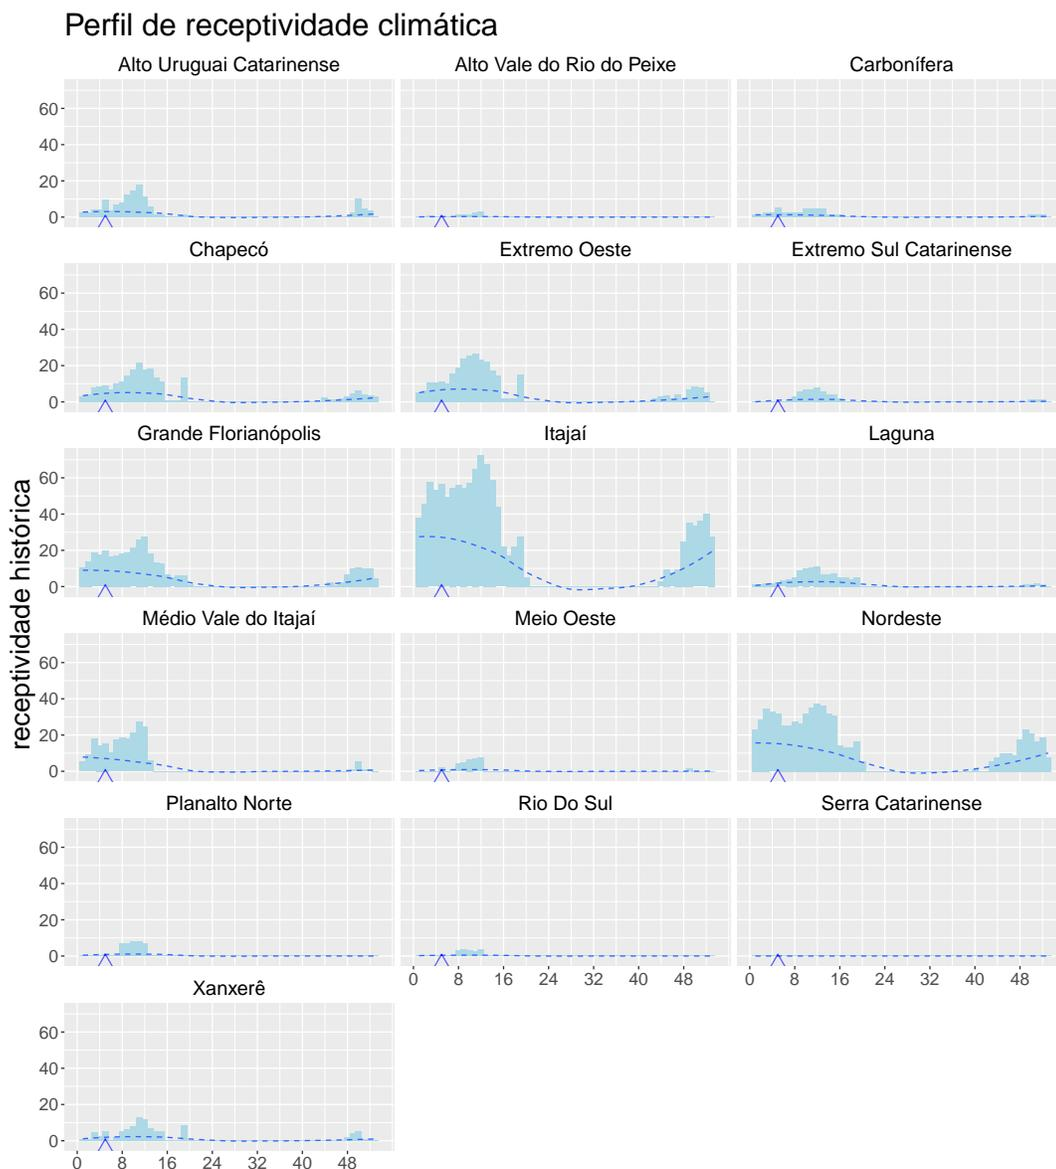 Perfil de receptividade climática
Alto Uruguai Catarinense
Alto Vale do Rio do Peixe
Carbonífera
60
40
20
0
Chapecó
Extremo Oeste
Extremo Sul Catarinense
60
40
20
0
Grande Florianópolis
Itajaí
Laguna
60
40
20
0
receptividade histórica
Médio Vale do Itajaí
Meio Oeste
Nordeste
60
40
20
0
Planalto Norte
Rio Do Sul
Serra Catarinense
60
40
20
0
0 8 16 24 32 40 48
0 8 16 24 32 40 48
Xanxerê
60
40
20
0
0 8 16 24 32 40 48